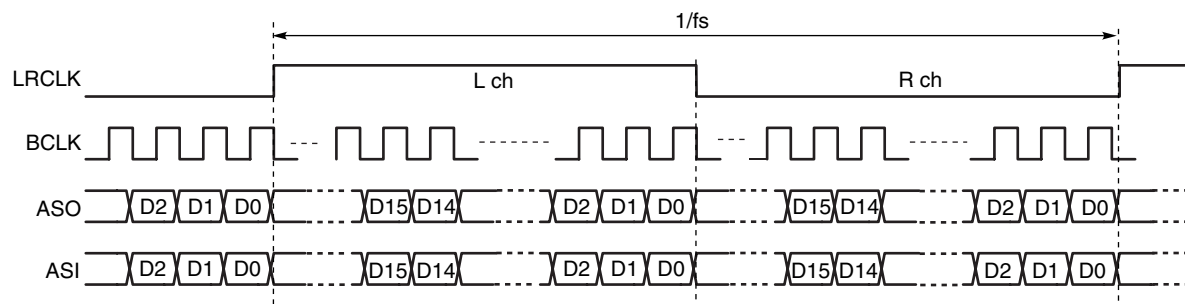 1/fs
LRCLK L ch R ch
BCLK
ASO D2 D1 D0 D15 D14 D2 D1 D0 D15 D14 D2 D1 D0
ASI D2 D1 D0 D15 D14 D2 D1 D0 D15 D14 D2 D1 D0